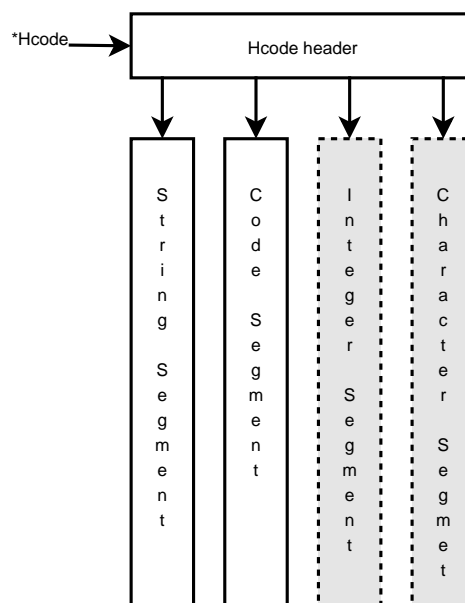 *Hcode
Hcode header
String Segment
Code Segment
Integer Segment
Character Segmet